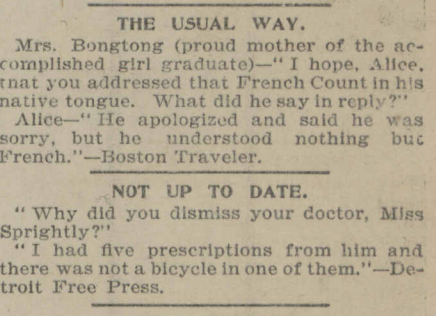 THE USUAL WAY.
Mrs. Bongtong (proud mother of the ac-
complished girl graduate)—“I hope, Alice,
that you addressed that French Count in his
native tongue. What did he say in reply?”
Alice—“He apologized and said he was
sorry, but he understood nothing but
French.”—Boston Traveler.
NOT UP TO DATE.
“Why did you dismiss your doctor, Miss
Sprightly?”
“I had five prescriptions from him and
there was not a bicycle in one of them.”—De-
troit Free Press.